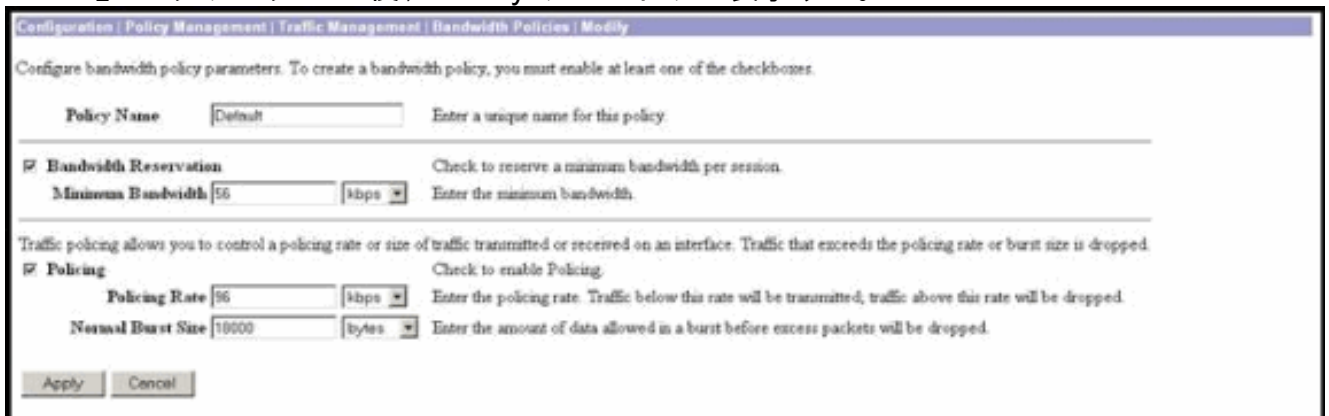 Configuration | Policy Management | Traffic Management | Bandwidth Policies | Modify
Configure bandwidth policy parameters. To create a bandwidth policy, you must enable at least one of the checkboxes.
Policy Name Default Enter a unique name for this policy.
Bandwidth Reservation Check to reserve a minimum bandwidth per session.
Minimum Bandwidth 56 kbps Enter the minimum bandwidth.
Traffic policing allows you to control a policing rate or size of traffic transmitted or received on an interface. Traffic that exceeds the policing rate or burst size is dropped.
Policing Check to enable Policing.
Policing Rate 96 kbps Enter the policing rate. Traffic below this rate will be transmitted, traffic above this rate will be dropped.
Normal Burst Size 18000 bytes Enter the amount of data allowed in a burst before excess packets will be dropped.
Apply Cancel